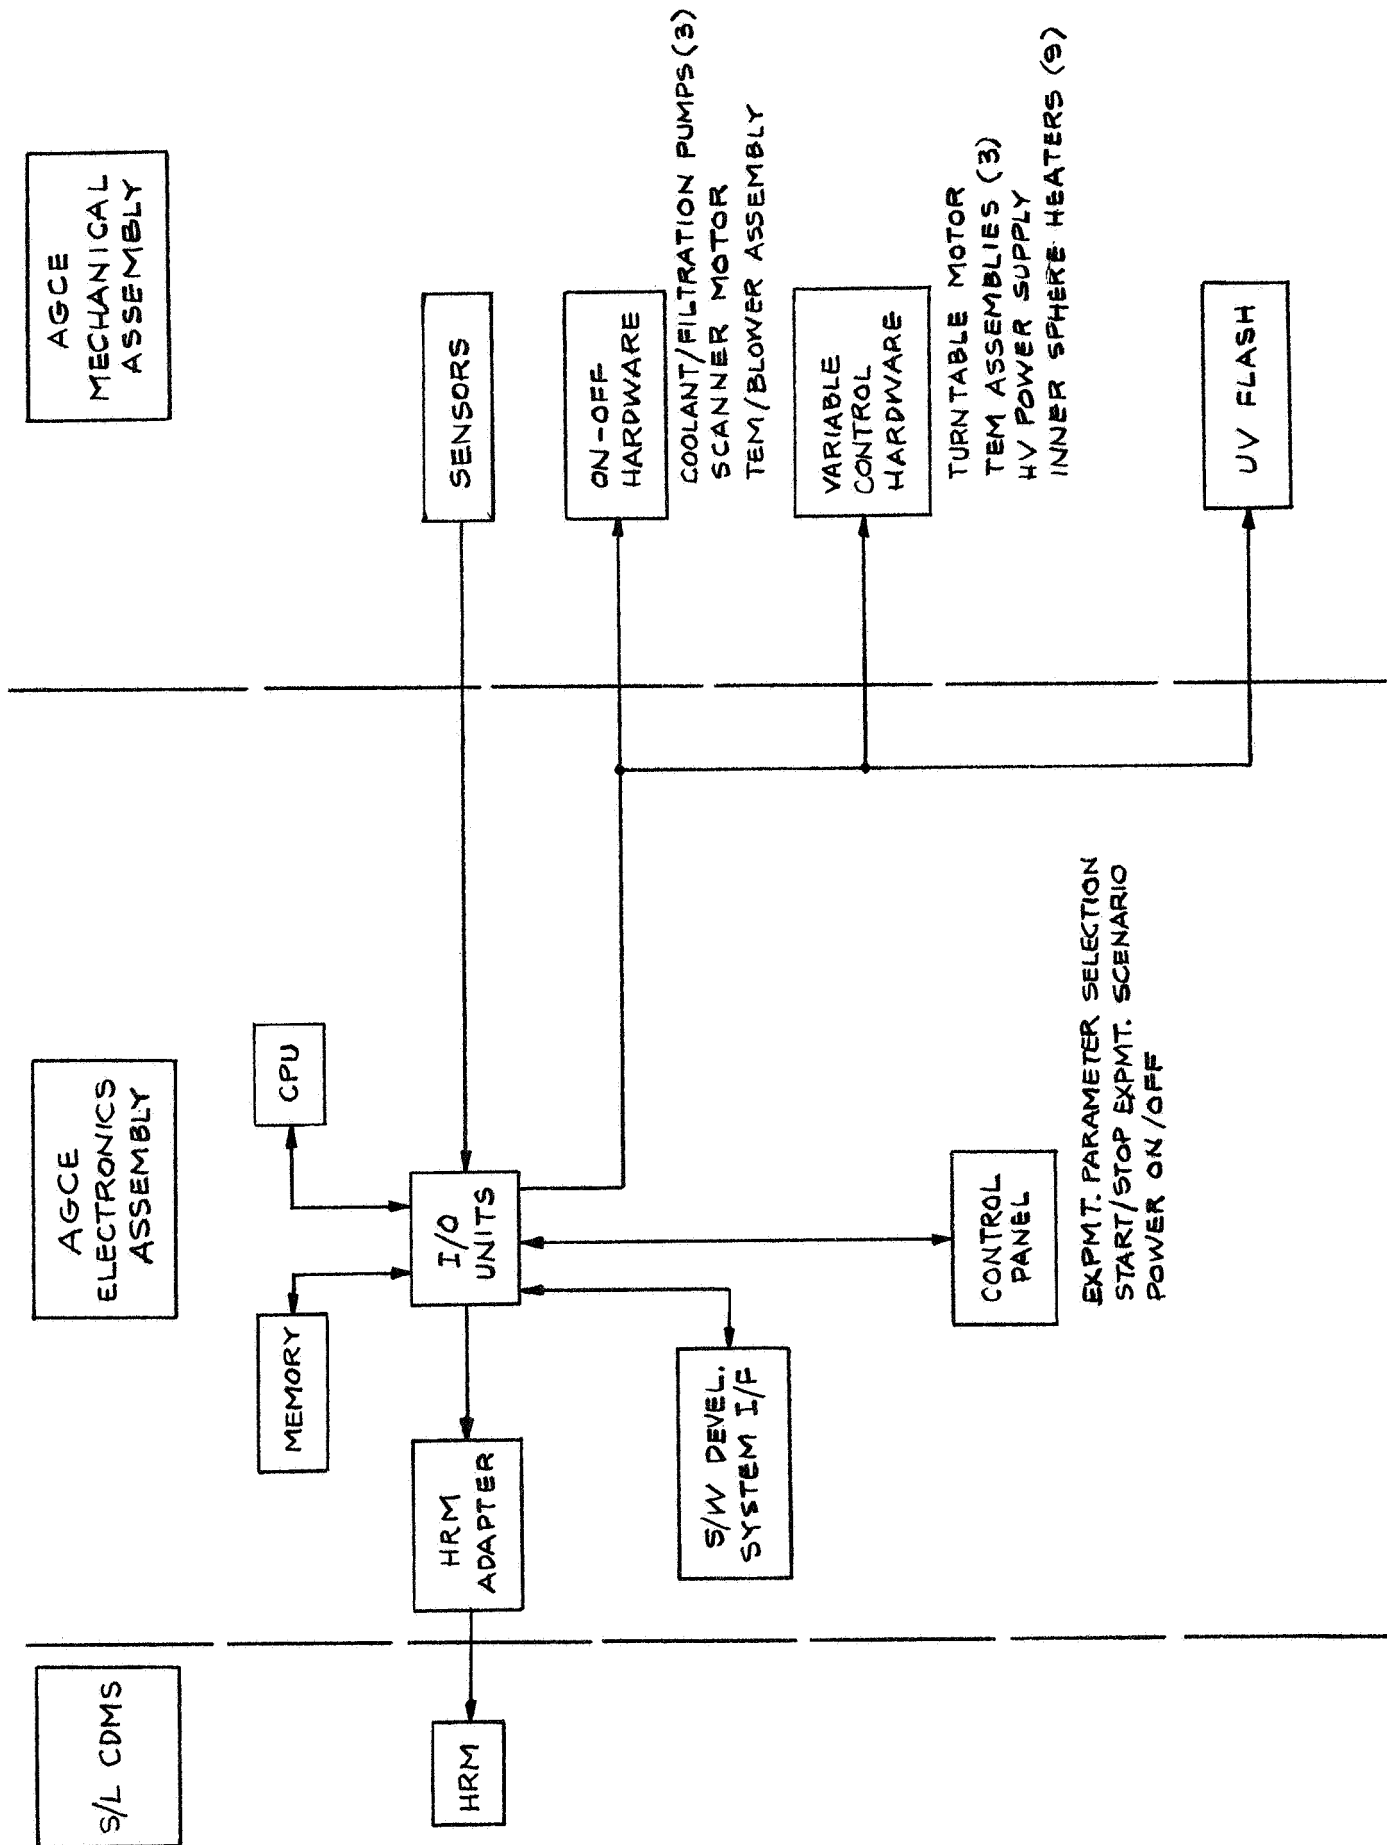 S/L CDMS
AGCE
ELECTRONICS
ASSEMBLY
AGCE
MECHANICAL
ASSEMBLY
MEMORY
CPU
HRM
HRM
ADAPTER
I/O
UNITS
SENSORS
ON-OFF
HARDWARE
COOLANT/FILTRATION PUMPS (3)
SCANNER MOTOR
TEM/BLOWER ASSEMBLY
S/W DEVEL.
SYSTEM I/F
VARIABLE
CONTROL
HARDWARE
TURNTABLE MOTOR
TEM ASSEMBLIES (3)
HV POWER SUPPLY
INNER SPHERE HEATERS (9)
CONTROL
PANEL
EXPMT. PARAMETER SELECTION
START/STOP EXPMT. SCENARIO
POWER ON/OFF
UV FLASH